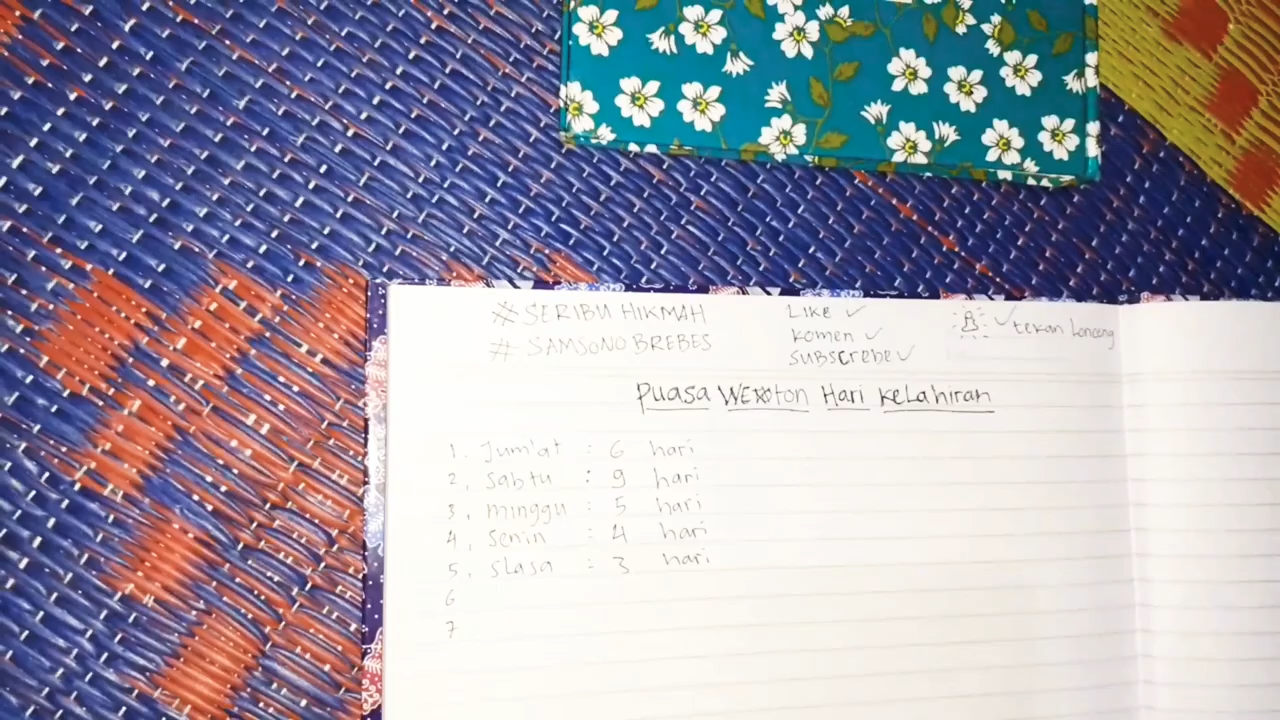 # SERIBU HIKMAH
# SAMSONO BREBES
LIKE ✓
Komen ✓
SUBSCREBE ✓
✓ tekan Lonceng
Puasa WEROTON Hari KeLahiran
1. Jum'at : 6 hari
2. Sabtu : 9 hari
3. minggu : 5 hari
4. Senin : 4 hari
5. SLasa : 3 hari
6
7